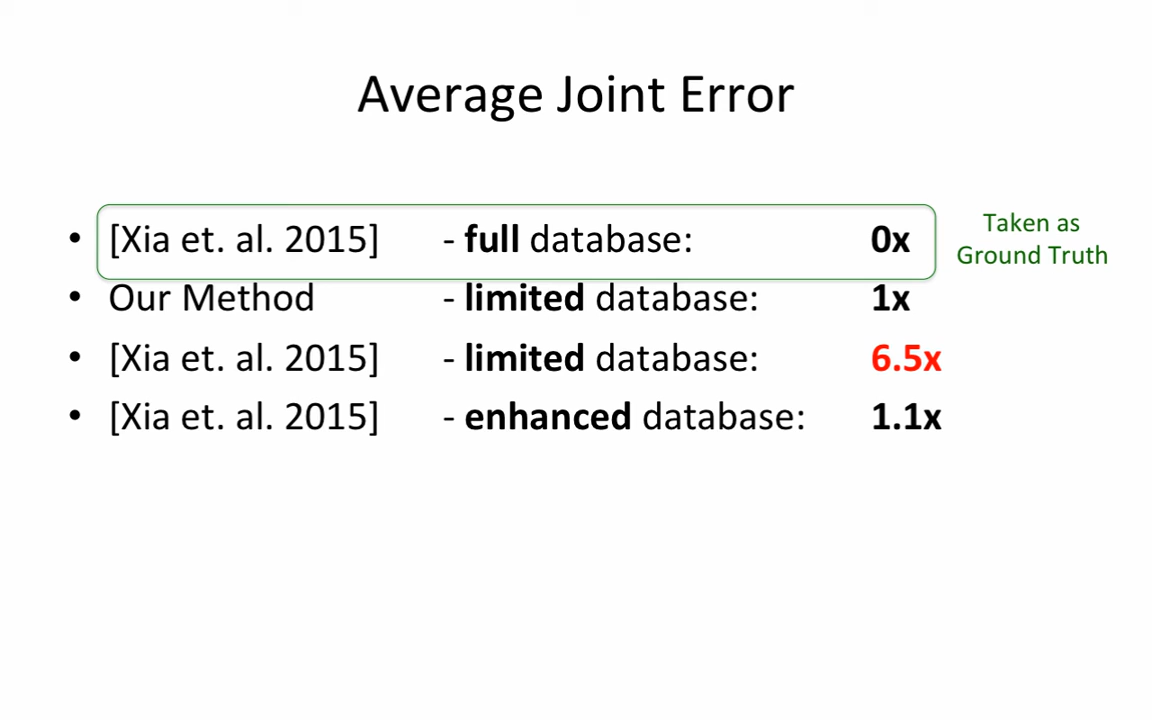 Average Joint Error
• [Xia et. al. 2015] - full database: 0x
Taken as
Ground Truth
• Our Method - limited database: 1x
• [Xia et. al. 2015] - limited database: 6.5x
• [Xia et. al. 2015] - enhanced database: 1.1x